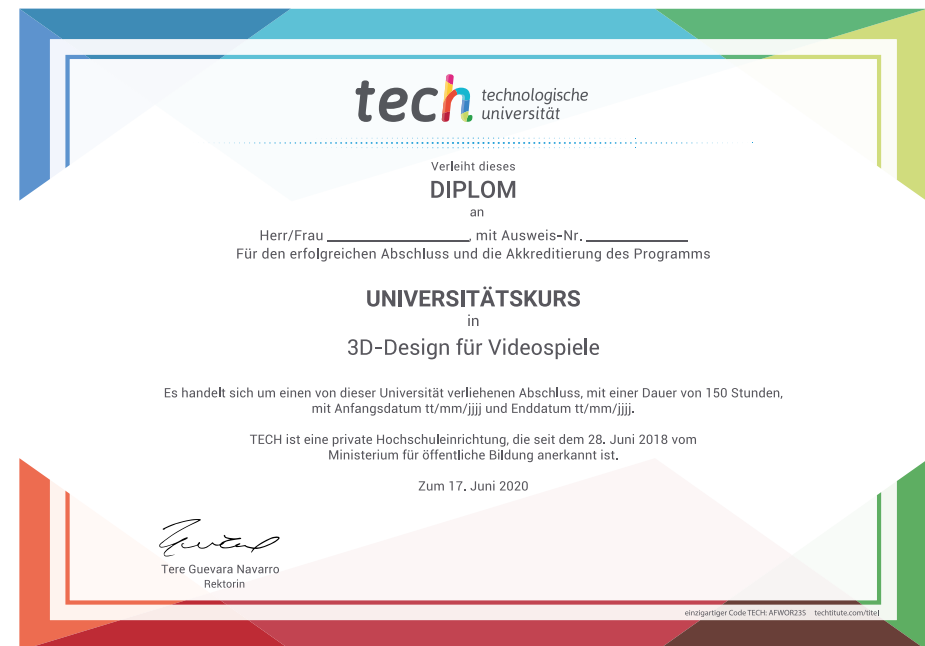 tech technologische
universität
Verleiht dieses
DIPLOM
an
Herr/Frau ____________, mit Ausweis-Nr. ____________
Für den erfolgreichen Abschluss und die Akkreditierung des Programms
UNIVERSITÄTSKURS
in
3D-Design für Videospiele
Es handelt sich um einen von dieser Universität verliehenen Abschluss, mit einer Dauer von 150 Stunden,
mit Anfangsdatum tt/mm/jjjj und Enddatum tt/mm/jjjj.
TECH ist eine private Hochschuleinrichtung, die seit dem 28. Juni 2018 vom
Ministerium für öffentliche Bildung anerkannt ist.
Zum 17. Juni 2020
Tere Guevara Navarro
Rektorin
einzigartiger Code TECH: AFWOR235 techtitute.com/titel